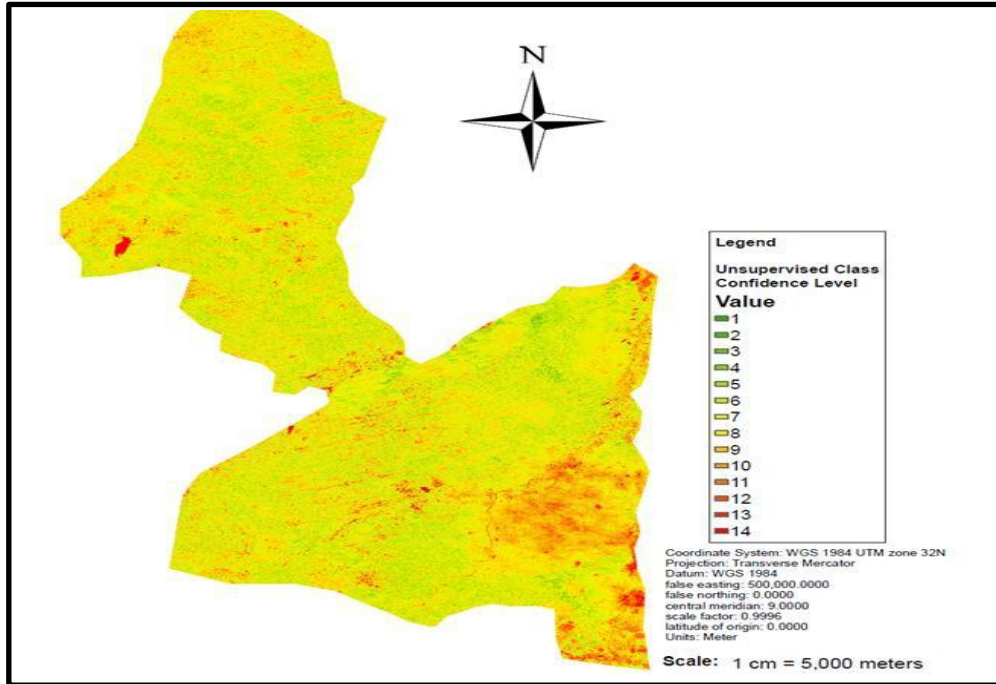 N
Legend
Unsupervised Class
Confidence Level
Value
1
2
3
4
5
6
7
8
9
10
11
12
13
14
Coordinate System: WGS 1984 UTM zone 32N
Projection: Transverse Mercator
Datum: WGS 1984
false easting: 500,000.0000
false northing: 0.0000
central meridian: 9.0000
scale factor: 0.9996
latitude of origin: 0.0000
Units: Meter
Scale: 1 cm = 5,000 meters